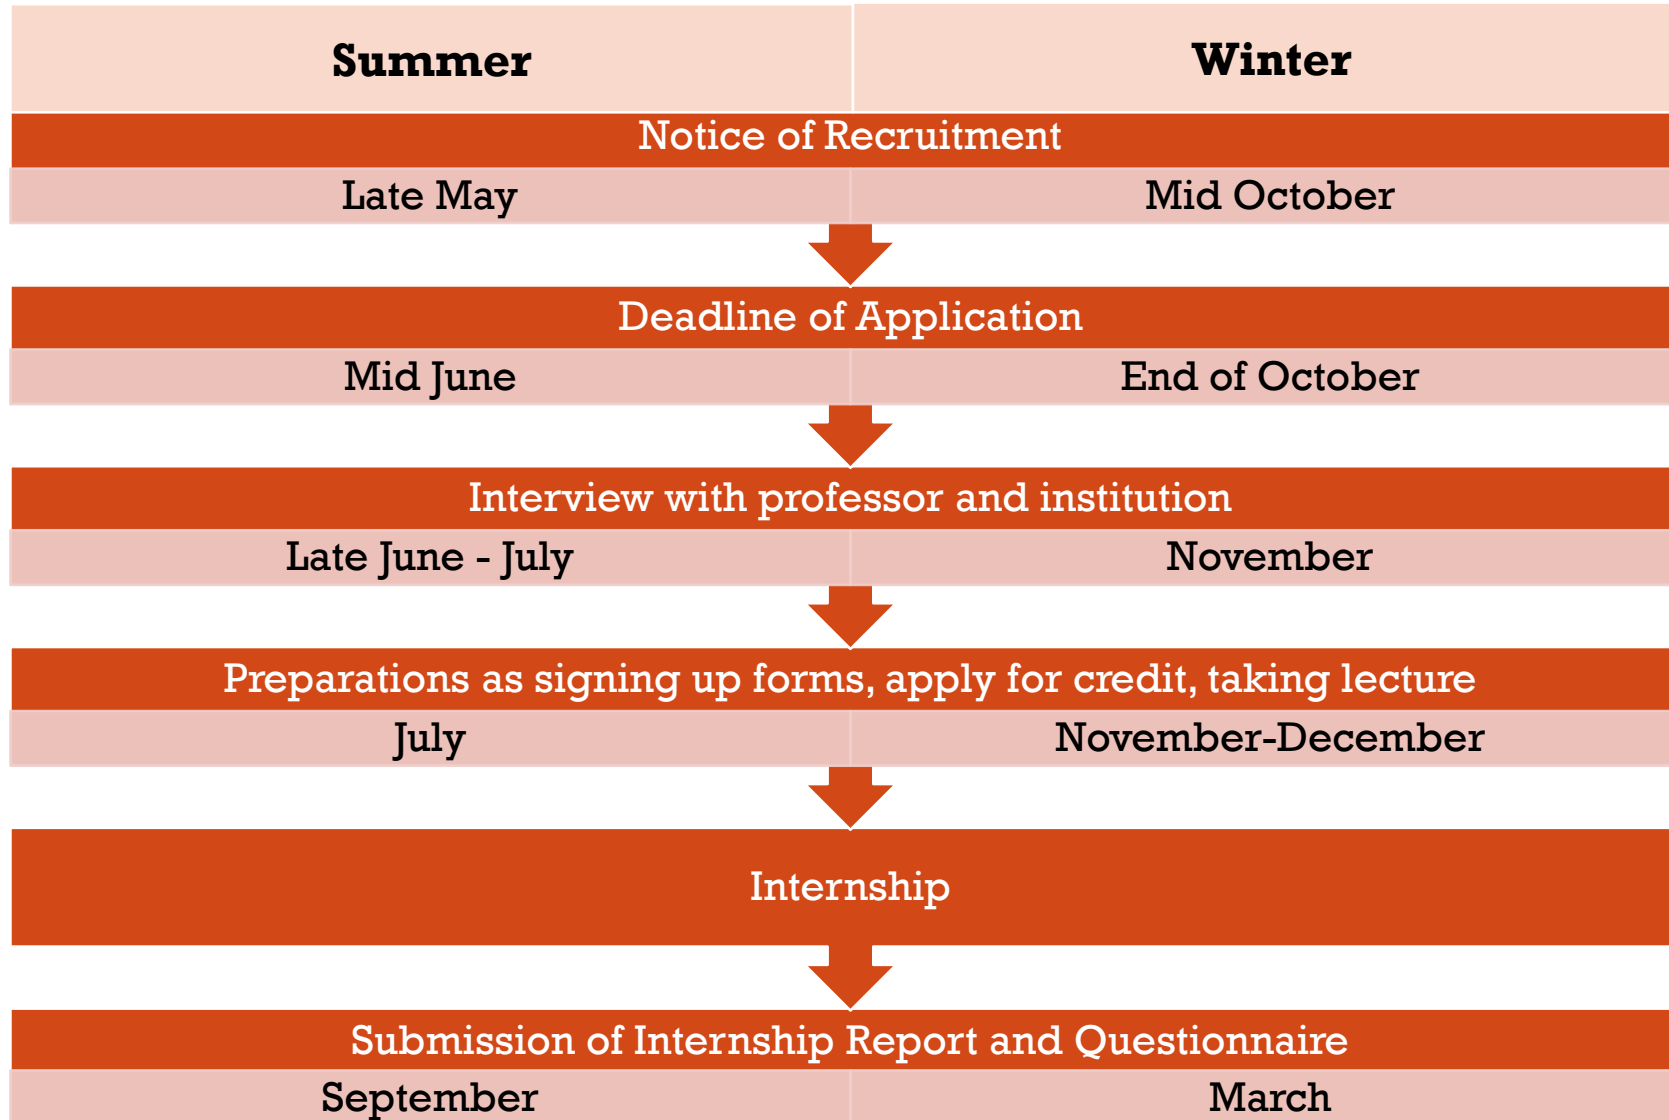 Summer Winter
Notice of Recruitment
Late May Mid October
Deadline of Application
Mid June End of October
Interview with professor and institution
Late June - July November
Preparations as signing up forms, apply for credit, taking lecture
July November-December
Internship
Submission of Internship Report and Questionnaire
September March